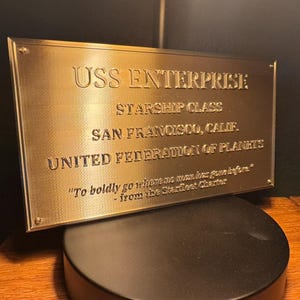 USS ENTERPRISE
STARSHIP CLASS
SAN FRANCISCO, CALIF.
UNITED FEDERATION OF PLANETS
"To boldly go where no man has gone before."
- from the Starfleet Charter